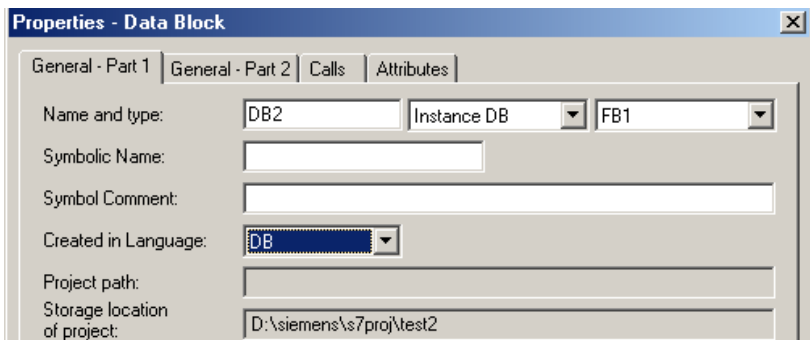 Properties - Data Block
General - Part 1 General - Part 2 Calls Attributes
Name and type: DB2 Instance DB FB1
Symbolic Name:
Symbol Comment:
Created in Language: DB
Project path:
Storage location
of project: D:\siemens\s7proj\test2